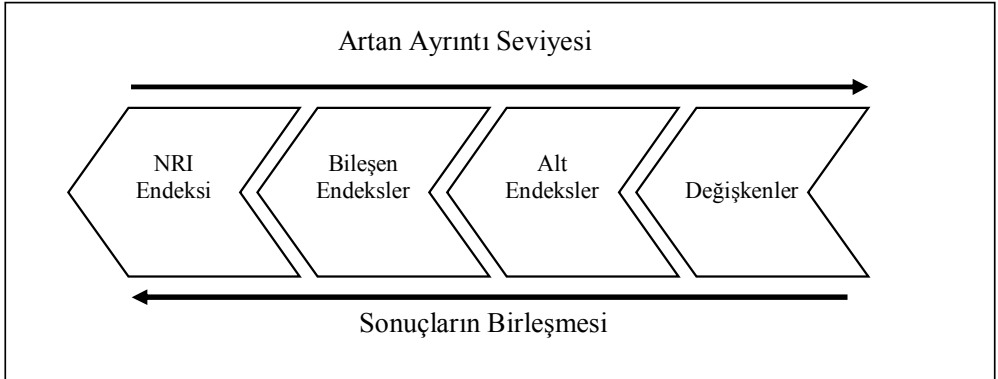 Artan Ayrıntı Seviyesi
NRI
Endeksi
Bileşen
Endeksler
Alt
Endeksler
Değişkenler
Sonuçların Birleşmesi